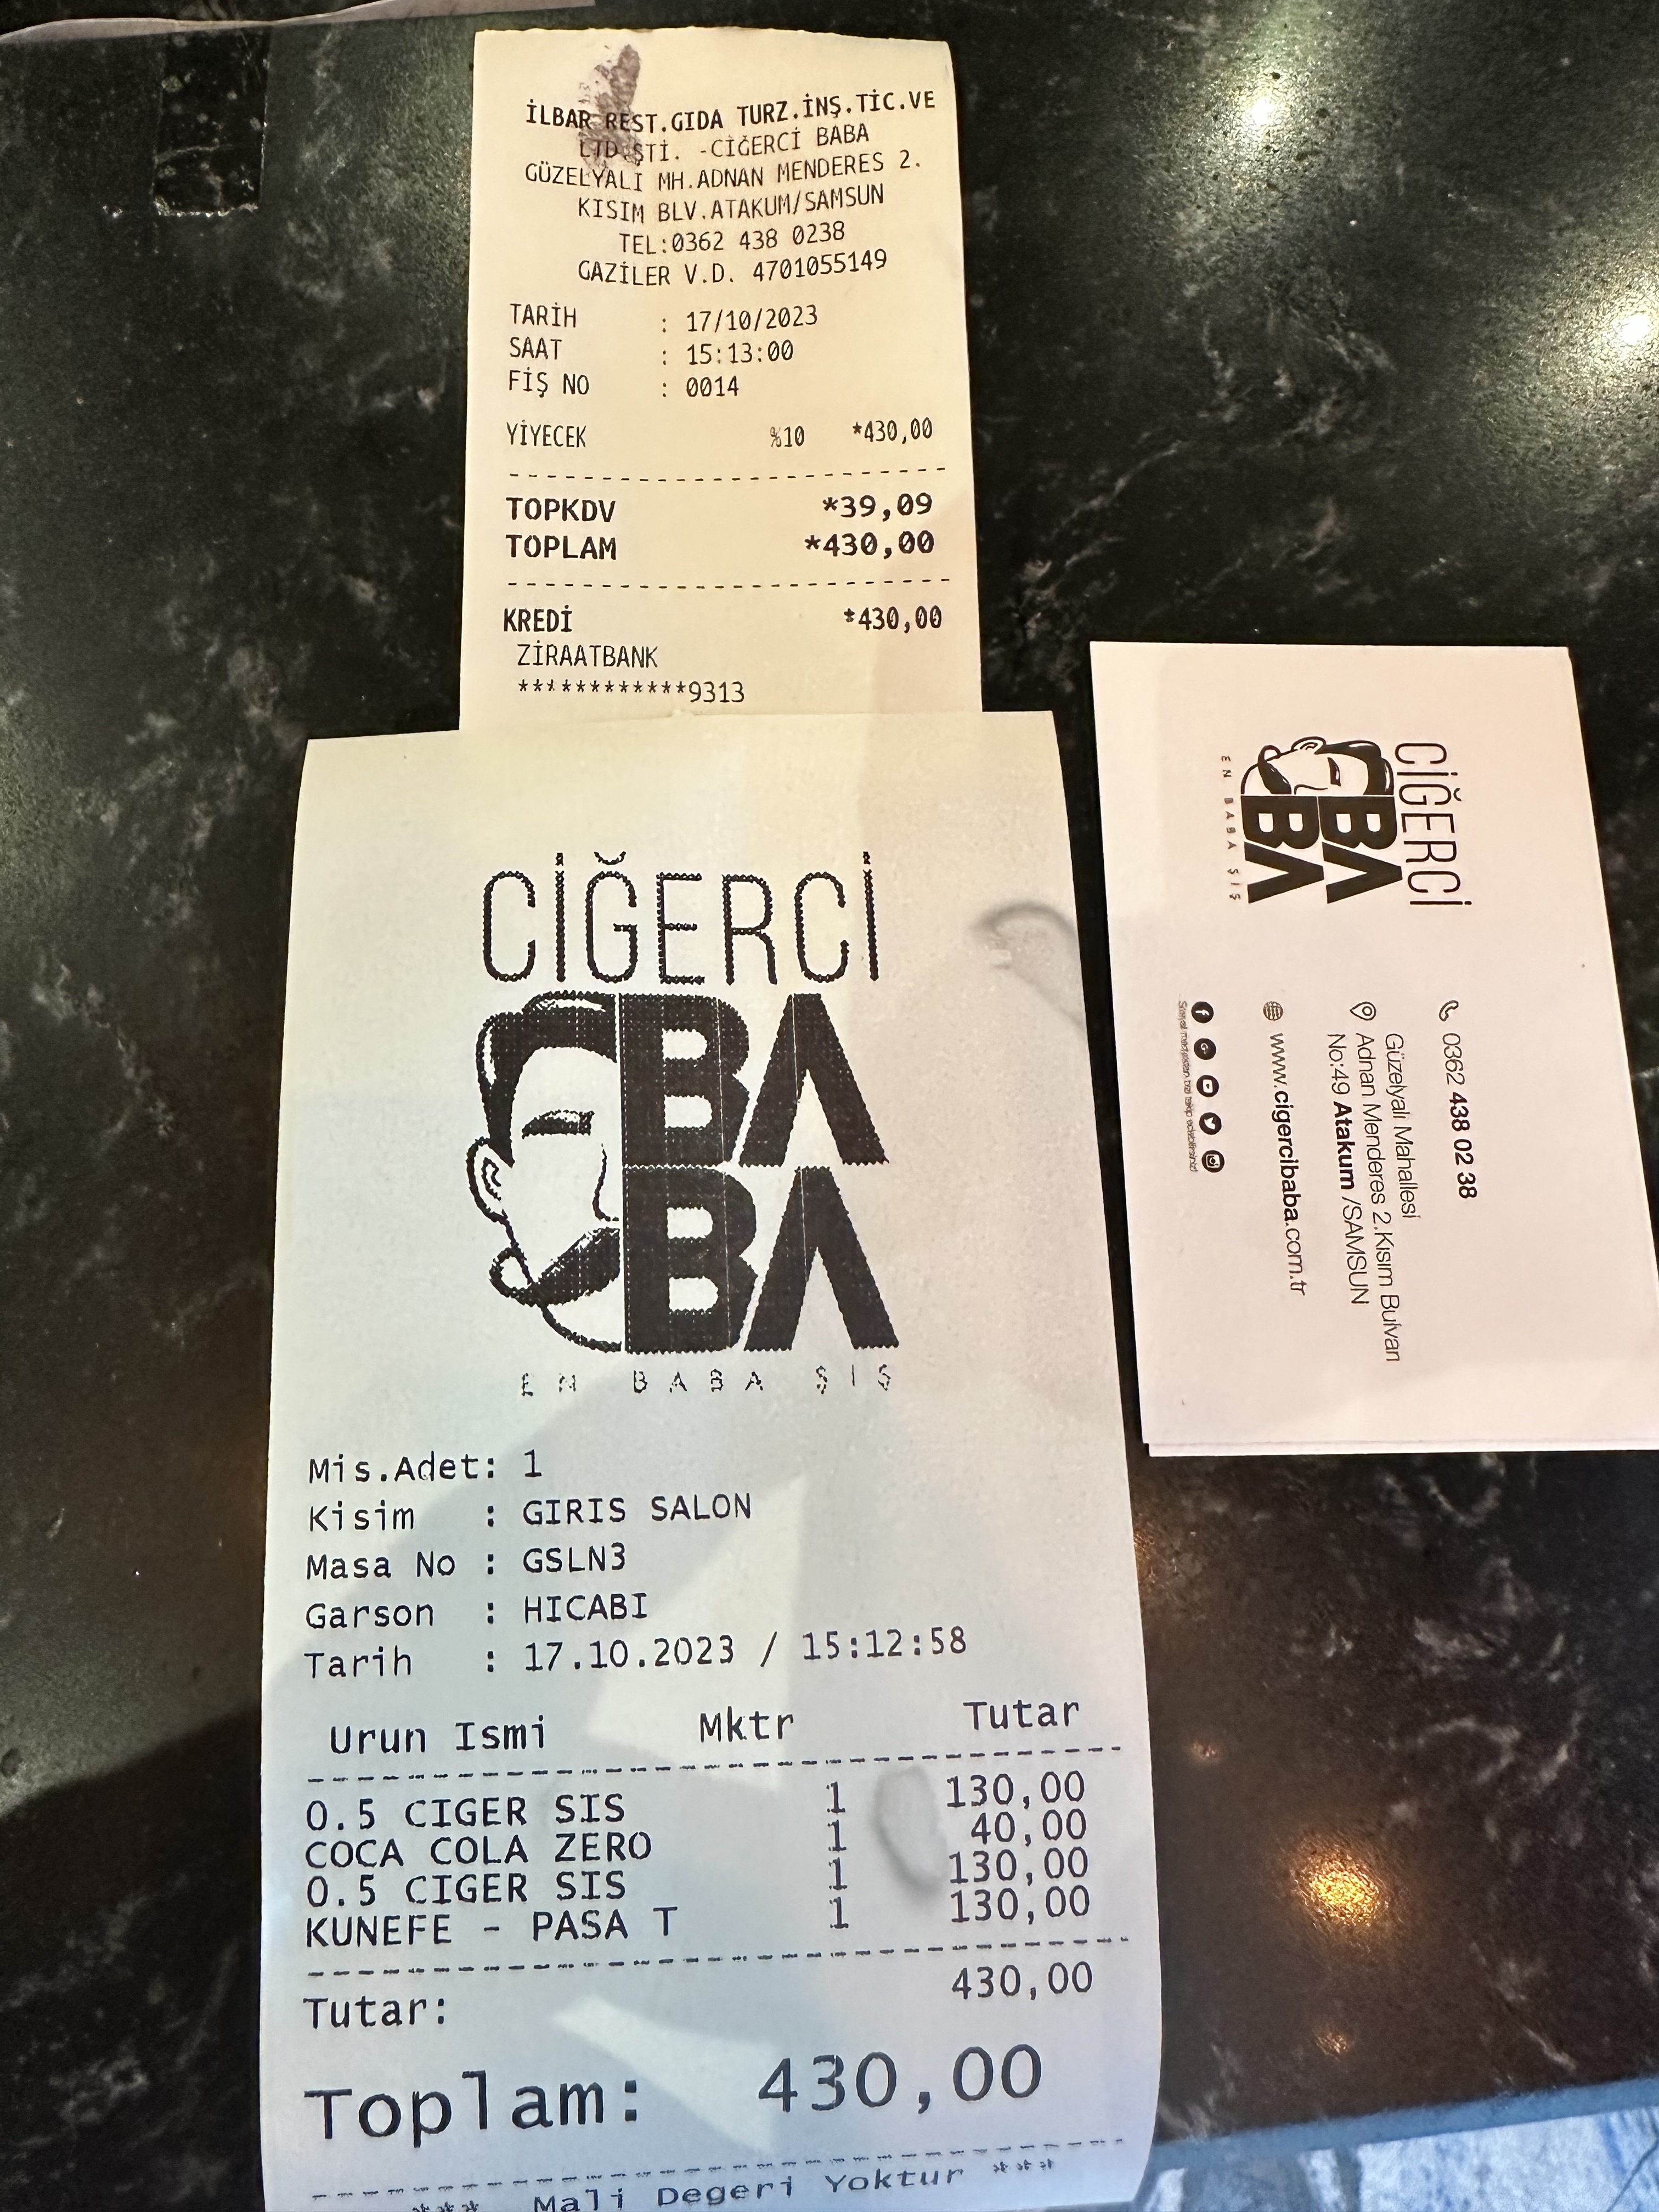 İLBAR REST.GIDA TURZ.İNŞ.TİC.VE
LTD ŞTİ. -CİĞERCİ BABA
GÜZELYALI MH.ADNAN MENDERES 2.
KISIM BLV.ATAKUM/SAMSUN
TEL:0362 438 0238
GAZİLER V.D. 4701055149
TARİH : 17/10/2023
SAAT : 15:13:00
FİŞ NO : 0014
YİYECEK %10 *430,00
TOPKDV *39,09
TOPLAM *430,00
KREDİ *430,00
ZİRAATBANK
************9313
CİĞERCİ
BA
BA
EN BABA ŞİŞ
Mis.Adet: 1
Kisim : GIRIS SALON
Masa No : GSLN3
Garson : HICABI
Tarih : 17.10.2023 / 15:12:58
Urun Ismi Mktr Tutar
0.5 CIGER SIS 1 130,00
COCA COLA ZERO 1 40,00
0.5 CIGER SIS 1 130,00
KUNEFE - PASA T 1 130,00
Tutar: 430,00
Toplam: 430,00
*** Mali Degeri Yoktur ***
CİĞERCİ
BA
BA
EN BABA ŞİŞ
0362 438 02 38
Güzelyalı Mahallesi
Adnan Menderes 2.Kısım Bulvarı
No:49 Atakum /SAMSUN
www.cigercibaba.com.tr
Sosyal medyadan bizi takip edebilirsiniz!